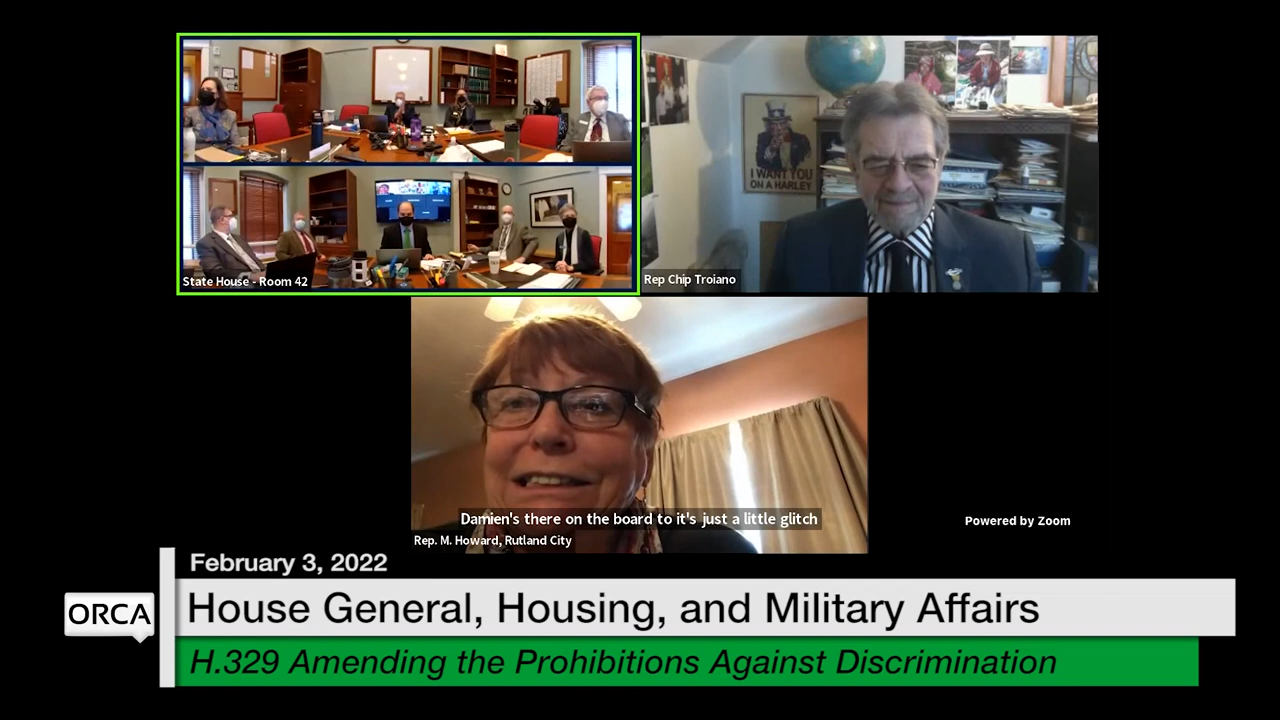 I WANT YOU
ON A HARLEY
State House - Room 42
Rep Chip Troiano
Damien's there on the board to it's just a little glitch
Rep. M. Howard, Rutland City
Powered by Zoom
February 3, 2022
ORCA
House General, Housing, and Military Affairs
H.329 Amending the Prohibitions Against Discrimination